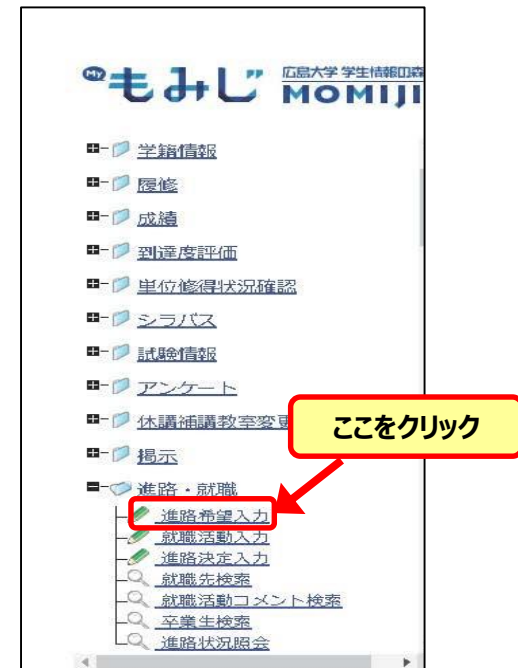 My もみじ 広島大学 学生情報の森
MOMIJI
学籍情報
履修
成績
到達度評価
単位修得状況確認
シラバス
試験情報
アンケート
休講補講教室変更
ここをクリック
掲示
進路・就職
進路希望入力
就職活動入力
進路決定入力
就職先検索
就職活動コメント検索
卒業生検索
進路状況照会